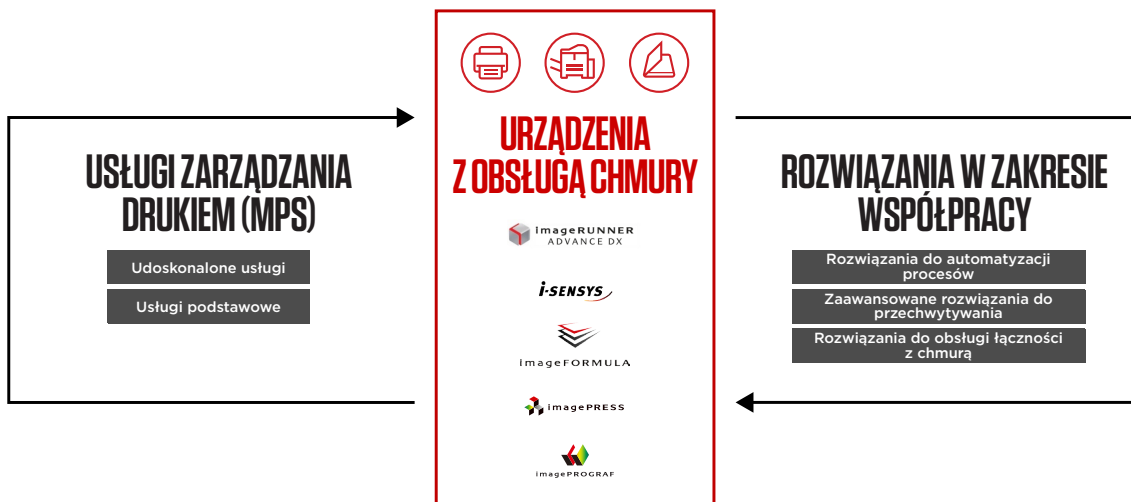 USŁUGI ZARZĄDZANIA
DRUKIEM (MPS)
Udoskonalone usługi
Usługi podstawowe
URZĄDZENIA
Z OBSŁUGĄ CHMURY
imageRUNNER
ADVANCE DX
i-SENSYS
imageFORMULA
imagePRESS
imagePROGRAF
ROZWIĄZANIA W ZAKRESIE
WSPÓŁPRACY
Rozwiązania do automatyzacji
procesów
Zaawansowane rozwiązania do
przechwytywania
Rozwiązania do obsługi łączności
z chmurą